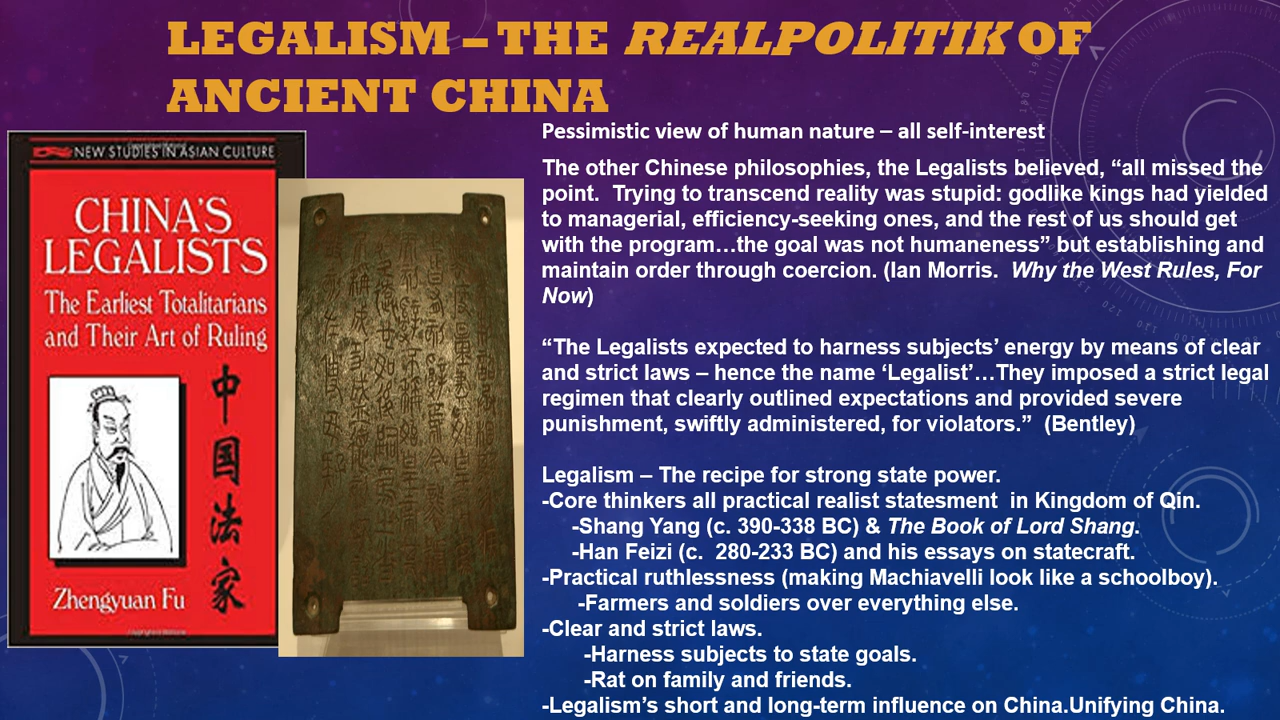 LEGALISM – THE REALPOLITIK OF
ANCIENT CHINA
NEW STUDIES IN ASIAN CULTURE
CHINA'S
LEGALISTS
The Earliest Totalitarians
and Their Art of Ruling
中国法家
Zhengyuan Fu
Pessimistic view of human nature – all self-interest
The other Chinese philosophies, the Legalists believed, “all missed the
point.  Trying to transcend reality was stupid: godlike kings had yielded
to managerial, efficiency-seeking ones, and the rest of us should get
with the program…the goal was not humaneness” but establishing and
maintain order through coercion. (Ian Morris.  Why the West Rules, For
Now)
“The Legalists expected to harness subjects’ energy by means of clear
and strict laws – hence the name ‘Legalist’…They imposed a strict legal
regimen that clearly outlined expectations and provided severe
punishment, swiftly administered, for violators.”  (Bentley)
Legalism – The recipe for strong state power.
-Core thinkers all practical realist statesment  in Kingdom of Qin.
-Shang Yang (c. 390-338 BC) & The Book of Lord Shang.
-Han Feizi (c.  280-233 BC) and his essays on statecraft.
-Practical ruthlessness (making Machiavelli look like a schoolboy).
-Farmers and soldiers over everything else.
-Clear and strict laws.
-Harness subjects to state goals.
-Rat on family and friends.
-Legalism’s short and long-term influence on China.Unifying China.